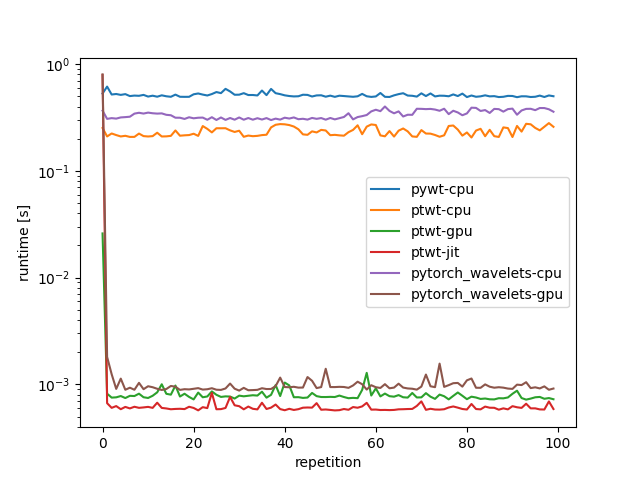 10⁰
10⁻¹
10⁻²
10⁻³
runtime [s]
pywt-cpu
ptwt-cpu
ptwt-gpu
ptwt-jit
pytorch_wavelets-cpu
pytorch_wavelets-gpu
0 20 40 60 80 100
repetition